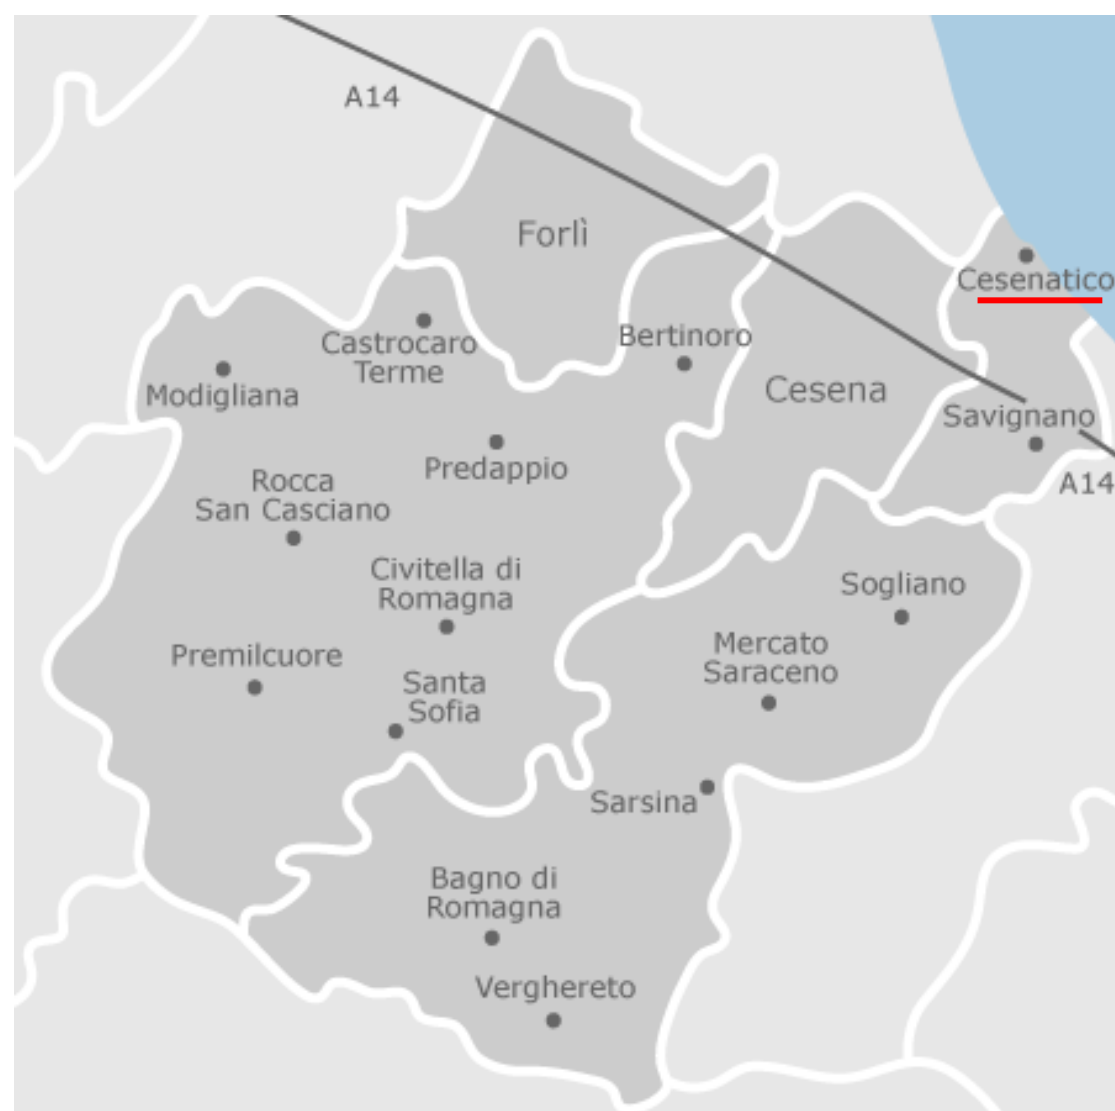 A14
Forlì
Cesenatico
Castrocaro
Terme
Bertinoro
Modigliana
Cesena
Savignano
Predappio
Rocca
San Casciano
A14
Civitella di
Romagna
Sogliano
Premilcuore
Mercato
Saraceno
Santa
Sofia
Sarsina
Bagno di
Romagna
Verghereto